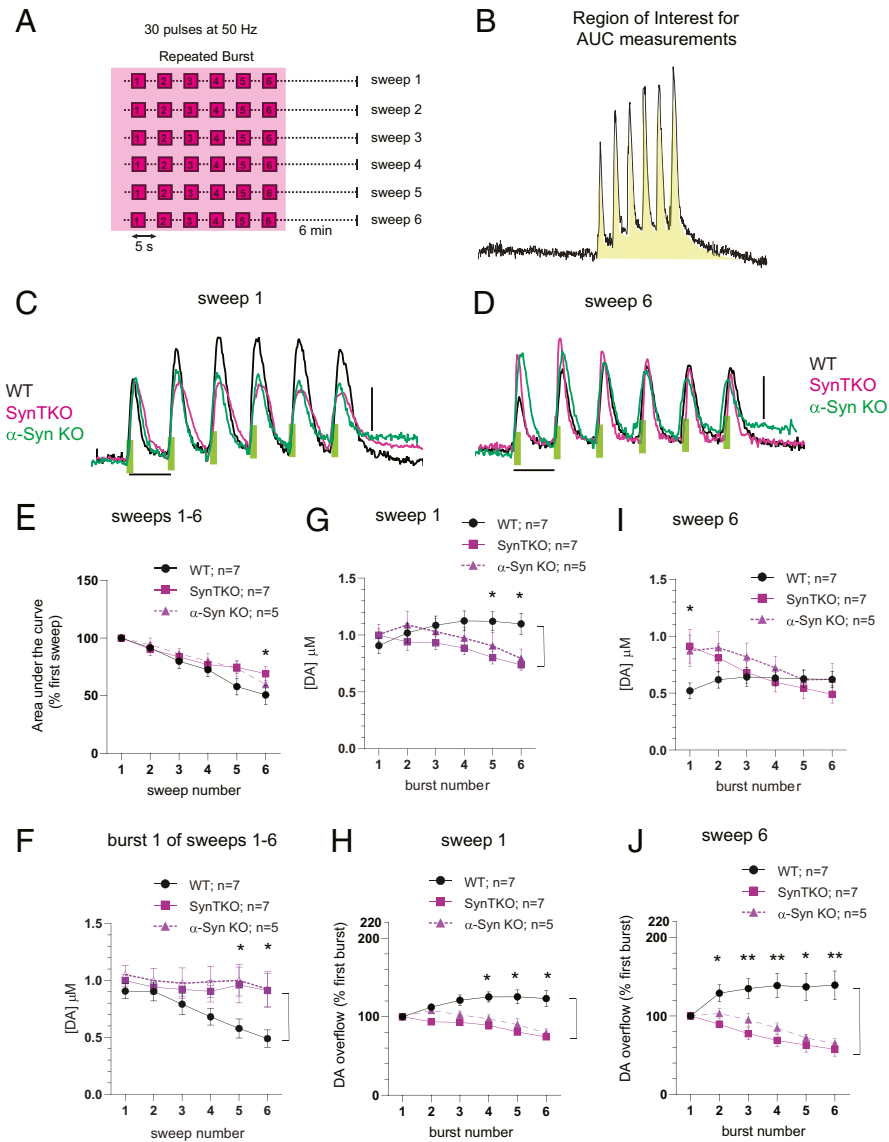 A
30 pulses at 50 Hz
Repeated Burst
1 2 3 4 5 6 sweep 1
1 2 3 4 5 6 sweep 2
1 2 3 4 5 6 sweep 3
1 2 3 4 5 6 sweep 4
1 2 3 4 5 6 sweep 5
1 2 3 4 5 6 sweep 6
6 min
5 s
B
Region of Interest for
AUC measurements
C
sweep 1
WT
SynTKO
α-Syn KO
D
sweep 6
WT
SynTKO
α-Syn KO
E
sweeps 1-6
WT; n=7
SynTKO; n=7
α-Syn KO; n=5
150
100
50
0
*
Area under the curve
(% first sweep)
1 2 3 4 5 6
sweep number
G
sweep 1
WT; n=7
SynTKO; n=7
α-Syn KO; n=5
1.5
1.0
0.5
0.0
* *
[DA] μM
1 2 3 4 5 6
burst number
I
sweep 6
WT; n=7
SynTKO; n=7
α-Syn KO; n=5
1.5
1.0
0.5
0.0
*
[DA] μM
1 2 3 4 5 6
burst number
F
burst 1 of sweeps 1-6
WT; n=7
SynTKO; n=7
α-Syn KO; n=5
1.5
1.0
0.5
0.0
* *
[DA] μM
1 2 3 4 5 6
sweep number
H
sweep 1
WT; n=7
SynTKO; n=7
α-Syn KO; n=5
220
200
100
0
* * *
DA overflow (% first burst)
1 2 3 4 5 6
burst number
J
sweep 6
WT; n=7
SynTKO; n=7
α-Syn KO; n=5
220
200
100
0
* ** ** * **
DA overflow (% first burst)
1 2 3 4 5 6
burst number